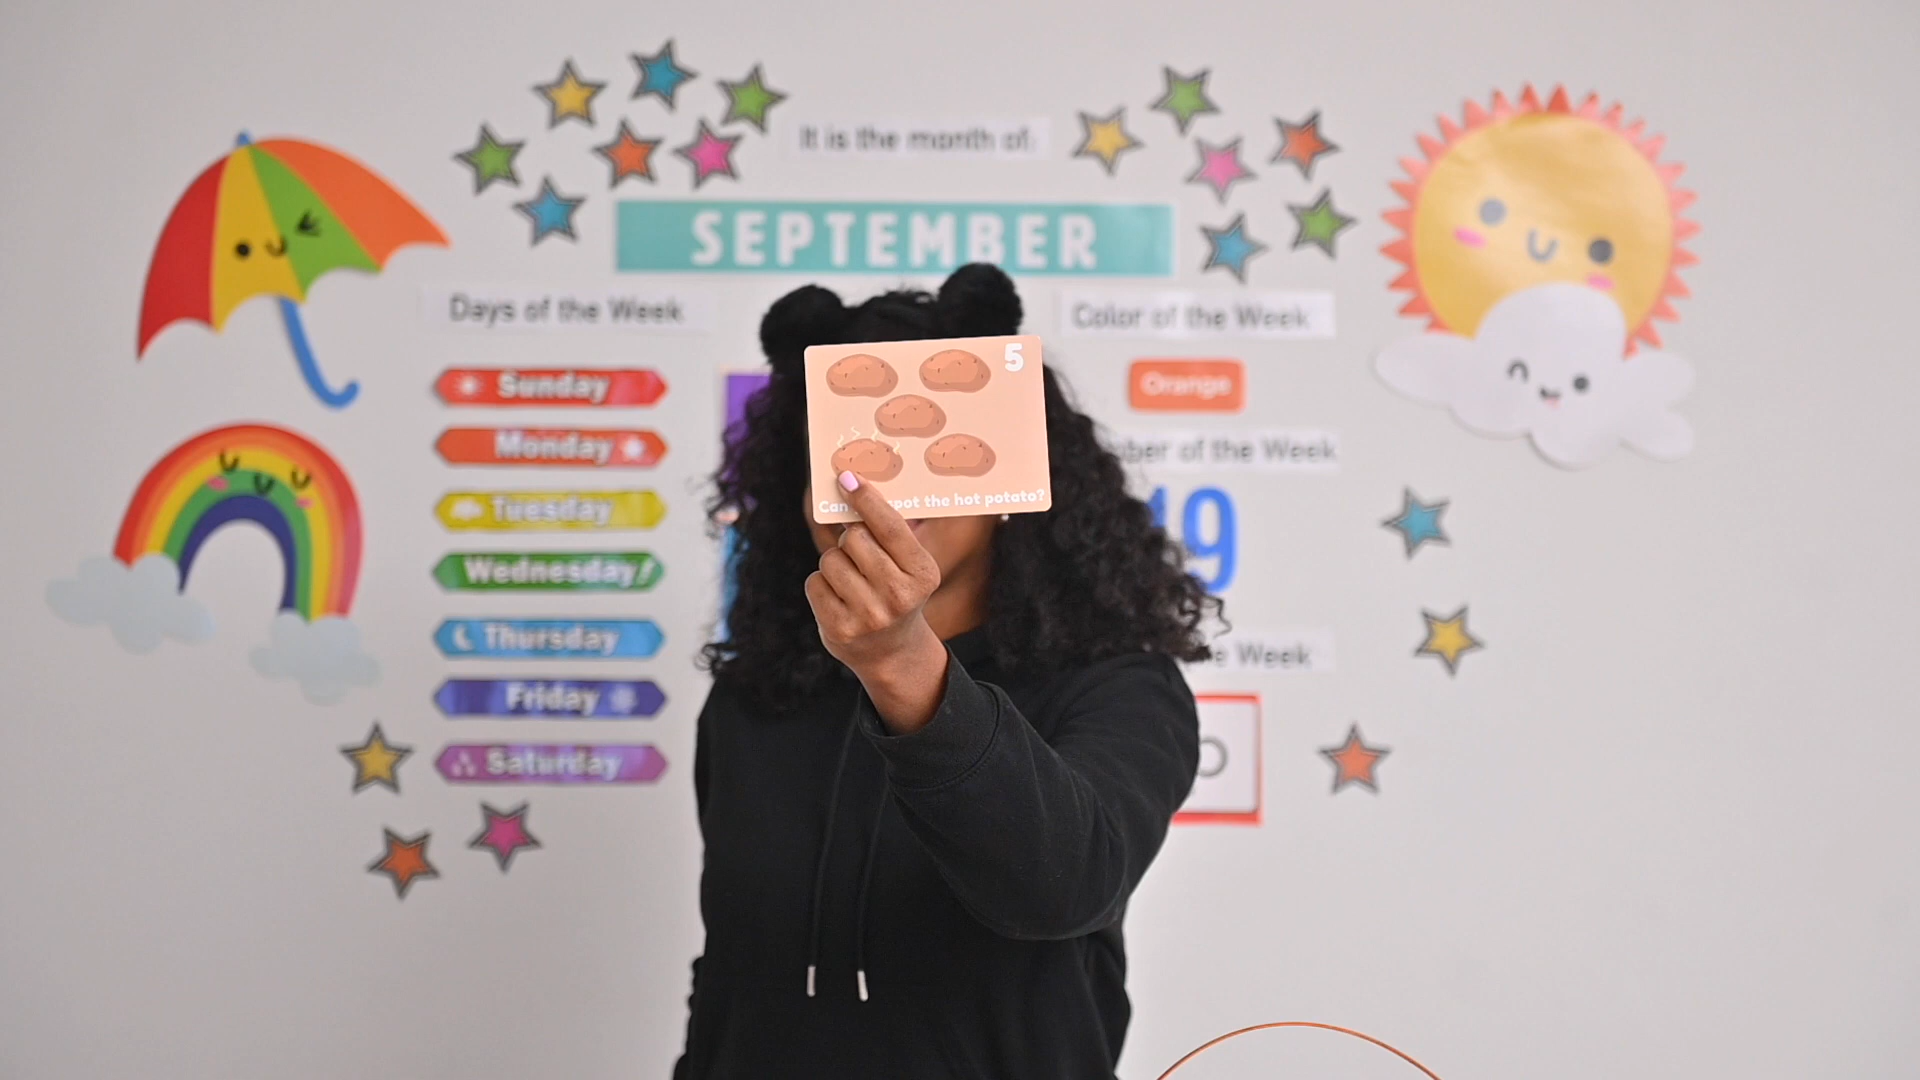 It is the month of:
SEPTEMBER
Days of the Week
Color of the Week
Sunday
Orange
Monday
of the Week
Tuesday
19
Wednesday
Week
Thursday
Friday
Saturday
5
Can spot the hot potato?